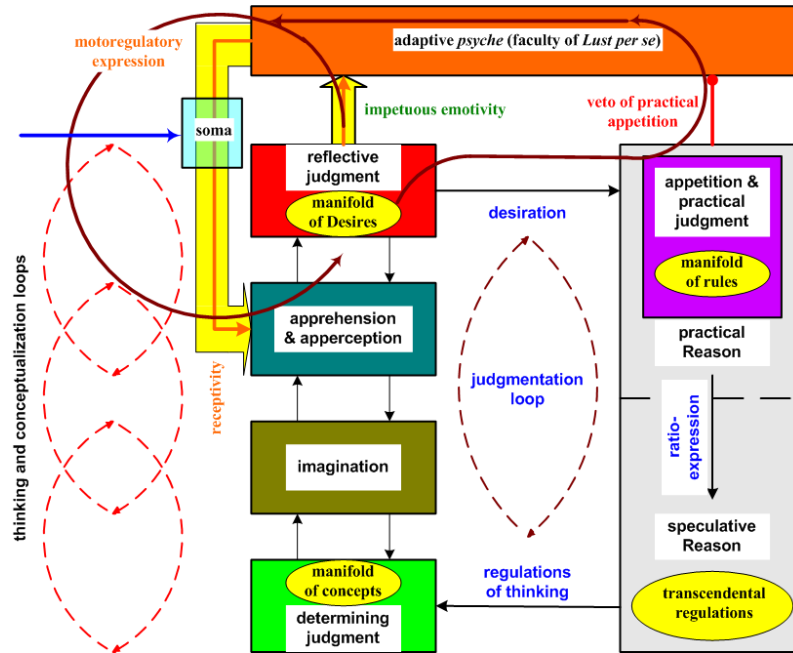 motoregulatory
expression
adaptive psyche (faculty of Lust per se)
impetuous emotivity
veto of practical
appetition
soma
reflective
judgment
manifold
of Desires
desiration
appetition &
practical
judgment
manifold
of rules
practical
Reason
apprehension
& apperception
receptivity
judgmentation
loop
ratio-
expression
imagination
speculative
Reason
thinking and conceptualization loops
manifold
of concepts
determining
judgment
regulations
of thinking
transcendental
regulations